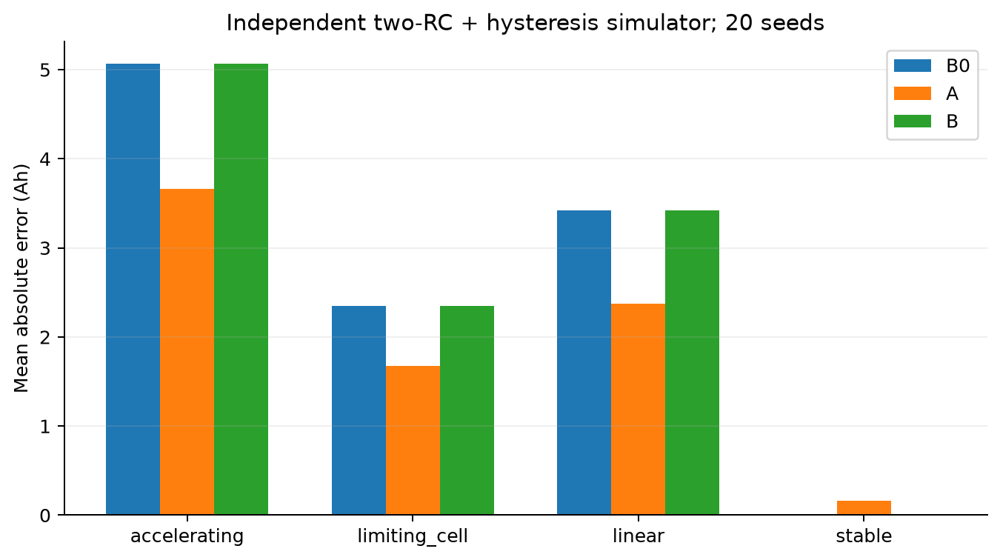 Independent two-RC + hysteresis simulator; 20 seeds
B0
A
B
Mean absolute error (Ah)
5
4
3
2
1
0
accelerating
limiting_cell
linear
stable